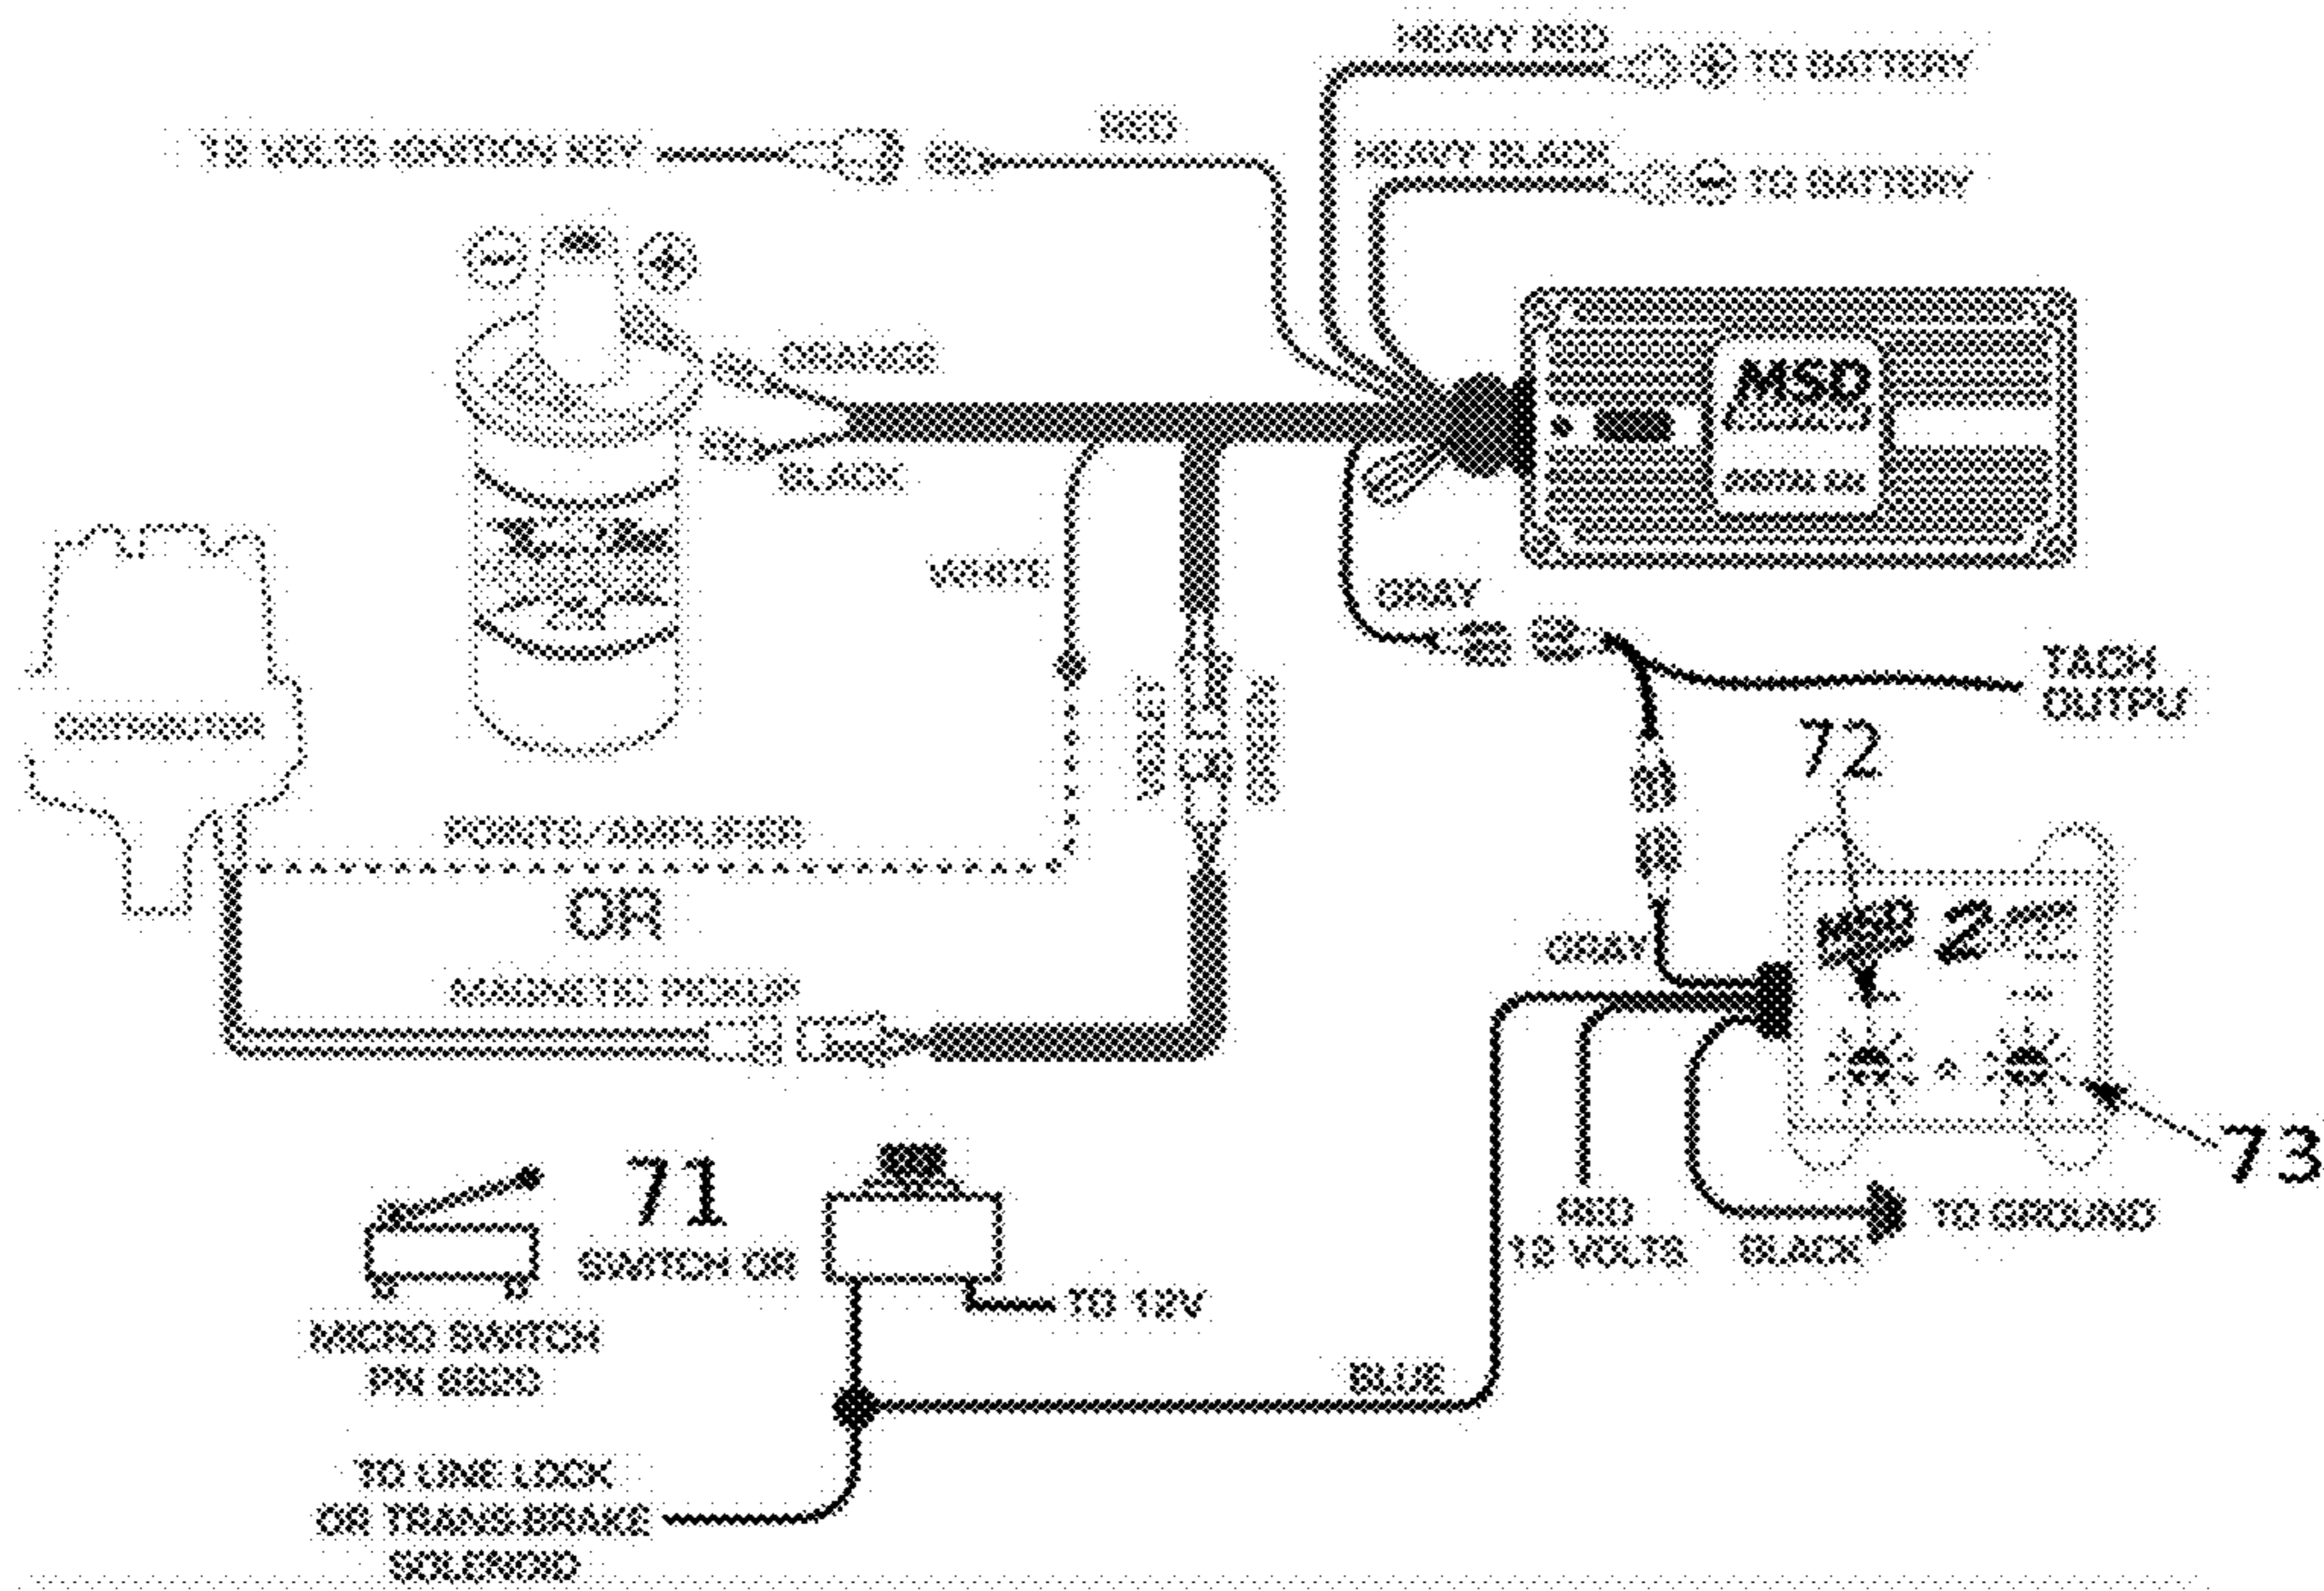 HEAVY RED
+ TO BATTERY
RED
12 VOLTS IGNITION KEY
HEAVY BLACK
− TO BATTERY
− +
ORANGE
MSD
BLACK
WHITE
GRAY
TACH
OUTPU
DISTRIBUTOR
72
POINTS/AMPLIFIER
OR
MSD 2
GRAY
MAGNETIC PICKUP
73
71
SWITCH OR
RED
12 VOLTS
BLACK
TO GROUND
TO 12V
MICRO SWITCH
BLUE
TO LINE LOCK
OR TRANS-BRAKE
SOLENOID